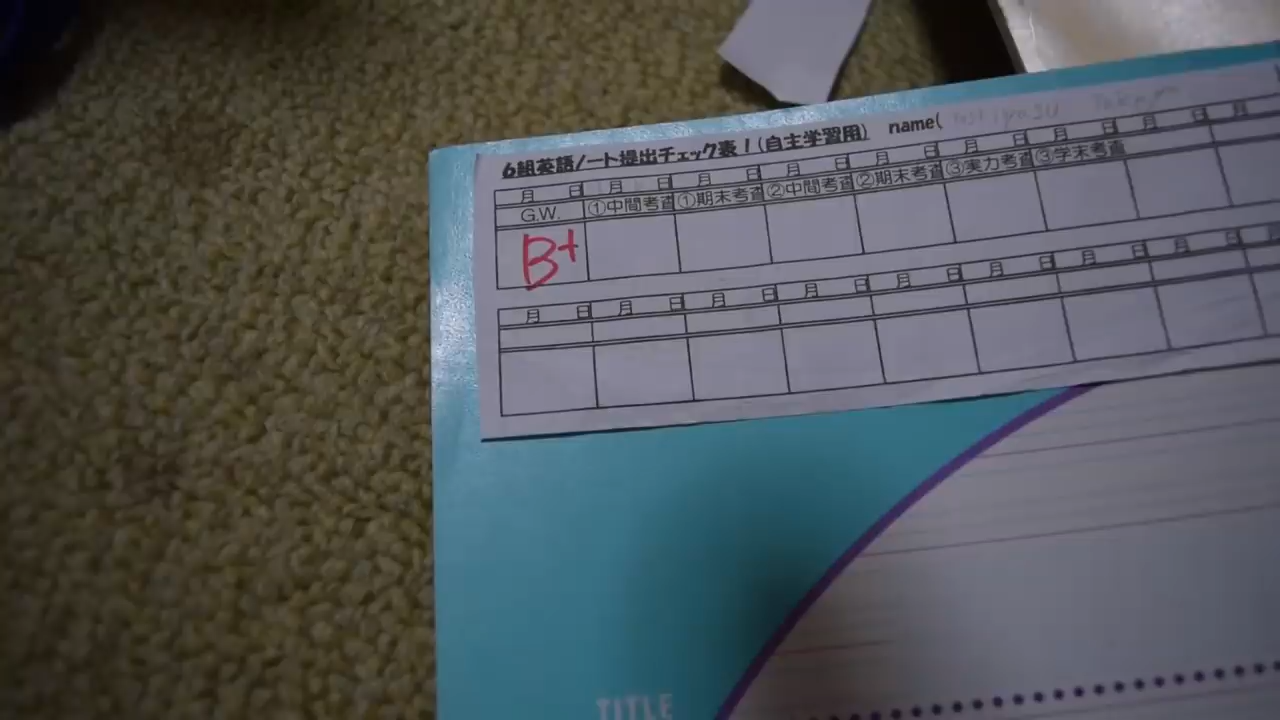 6組英語ノート提出チェック表！(自主学習用) name(
月 日 月 日 月 日 月 日 月 日 月 日 月 日 月 日 月
G.W. ①中間考査 ①期末考査 ②中間考査 ②期末考査 ③実力考査 ③学末考査
B+
月 日 月 日 月 日 月 日 月 日 月 日 月 日 月 日
TITLE